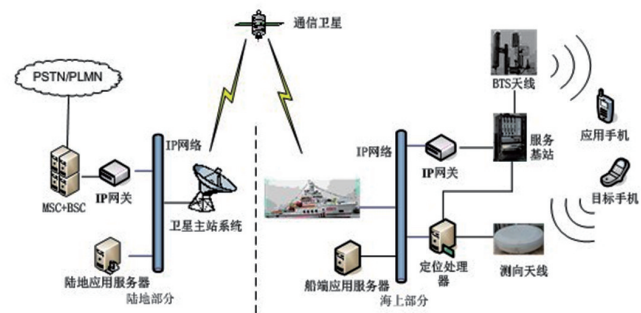 通信卫星
PSTN/PLMN
BTS天线
应用手机
IP网络
IP网络
服务
基站
IP网关
IP网关
MSC+BSC
目标手机
卫星主站系统
陆地应用服务器
陆地部分
船端应用服务器
海上部分
定位处理
器
测向天线